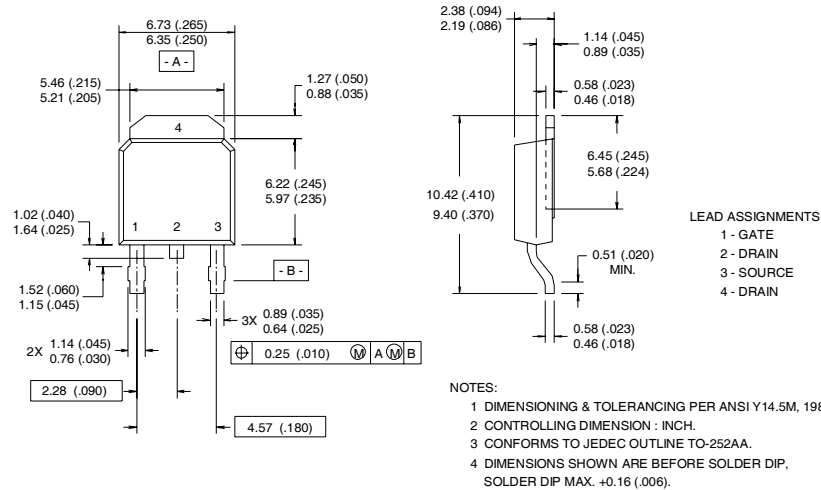 6.73 (.265)
6.35 (.250)
- A -
5.46 (.215)
5.21 (.205)
1.27 (.050)
0.88 (.035)
4
6.22 (.245)
5.97 (.235)
1.02 (.040)
1.64 (.025)
1 2 3
1.52 (.060)
1.15 (.045)
- B -
2X 1.14 (.045)
0.76 (.030)
3X 0.89 (.035)
0.64 (.025)
⌖ 0.25 (.010) Ⓜ A Ⓜ B
2.28 (.090)
4.57 (.180)
2.38 (.094)
2.19 (.086)
1.14 (.045)
0.89 (.035)
0.58 (.023)
0.46 (.018)
6.45 (.245)
5.68 (.224)
10.42 (.410)
9.40 (.370)
0.51 (.020)
MIN.
0.58 (.023)
0.46 (.018)
LEAD ASSIGNMENTS
1 - GATE
2 - DRAIN
3 - SOURCE
4 - DRAIN
NOTES:
1 DIMENSIONING & TOLERANCING PER ANSI Y14.5M, 198
2 CONTROLLING DIMENSION : INCH.
3 CONFORMS TO JEDEC OUTLINE TO-252AA.
4 DIMENSIONS SHOWN ARE BEFORE SOLDER DIP,
SOLDER DIP MAX. +0.16 (.006).